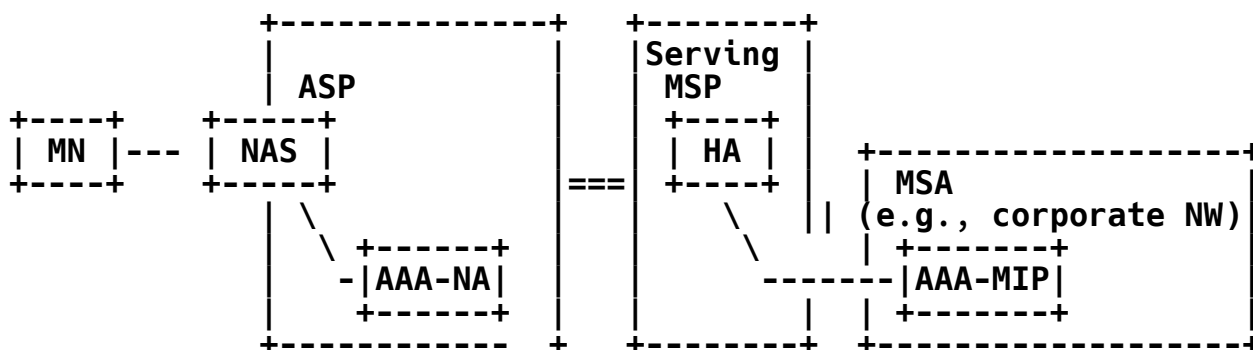 Serving
ASP MSP
MN NAS HA
MSA
(e.g., corporate NW)
AAA-NA AAA-MIP